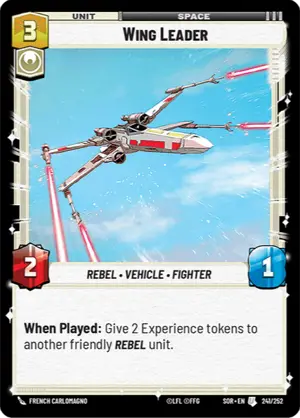 UNIT SPACE
3 WING LEADER
2 1
REBEL • VEHICLE • FIGHTER
When Played: Give 2 Experience tokens to
another friendly REBEL unit.
FRENCH CARLOMAGNO ©LFL ©FFG SOR • EN U 241/252